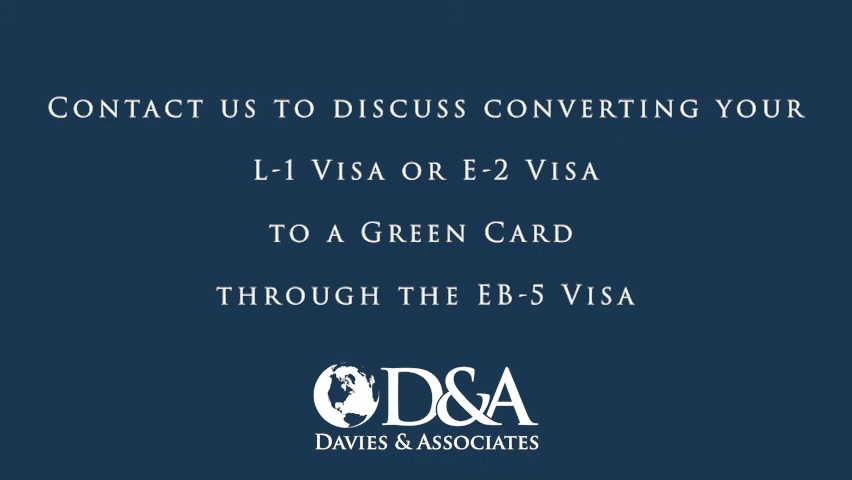 Contact us to discuss converting your
L-1 Visa or E-2 Visa
to a Green Card
through the EB-5 Visa
D&A
Davies & Associates